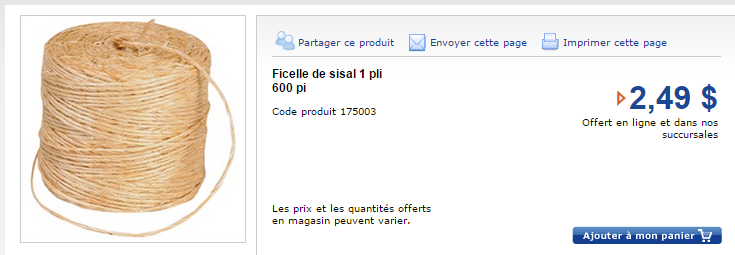 Partager ce produit
Envoyer cette page
Imprimer cette page
Ficelle de sisal 1 pli
600 pi
Code produit 175003
2,49 $
Offert en ligne et dans nos
succursales
Les prix et les quantités offerts
en magasin peuvent varier.
Ajouter à mon panier